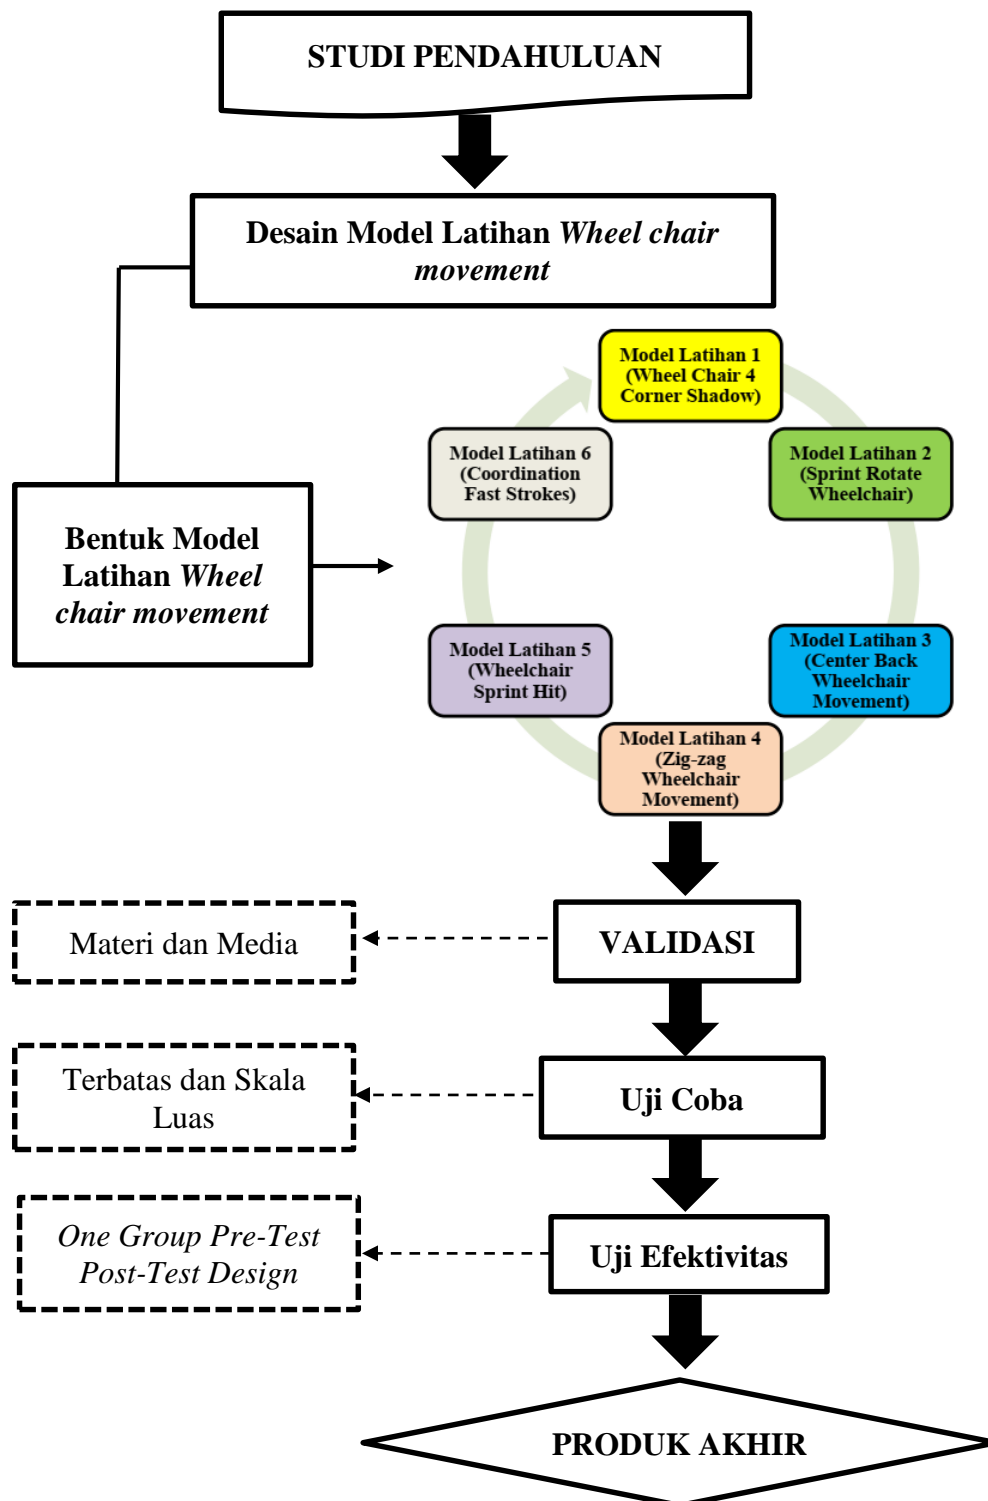 STUDI PENDAHULUAN
Desain Model Latihan Wheel chair
movement
Bentuk Model
Latihan Wheel
chair movement
Model Latihan 1
(Wheel Chair 4
Corner Shadow)
Model Latihan 2
(Sprint Rotate
Wheelchair)
Model Latihan 3
(Center Back
Wheelchair
Movement)
Model Latihan 4
(Zig-zag
Wheelchair
Movement)
Model Latihan 5
(Wheelchair
Sprint Hit)
Model Latihan 6
(Coordination
Fast Strokes)
VALIDASI
Materi dan Media
Uji Coba
Terbatas dan Skala
Luas
Uji Efektivitas
One Group Pre-Test
Post-Test Design
PRODUK AKHIR